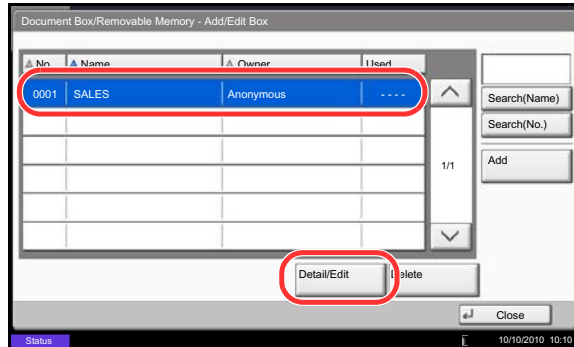 Document Box/Removable Memory - Add/Edit Box
No. Name Owner Used
0001 SALES Anonymous - - - -
Search(Name)
Search(No.)
1/1
Add
Detail/Edit Delete
Close
Status 10/10/2010 10:10